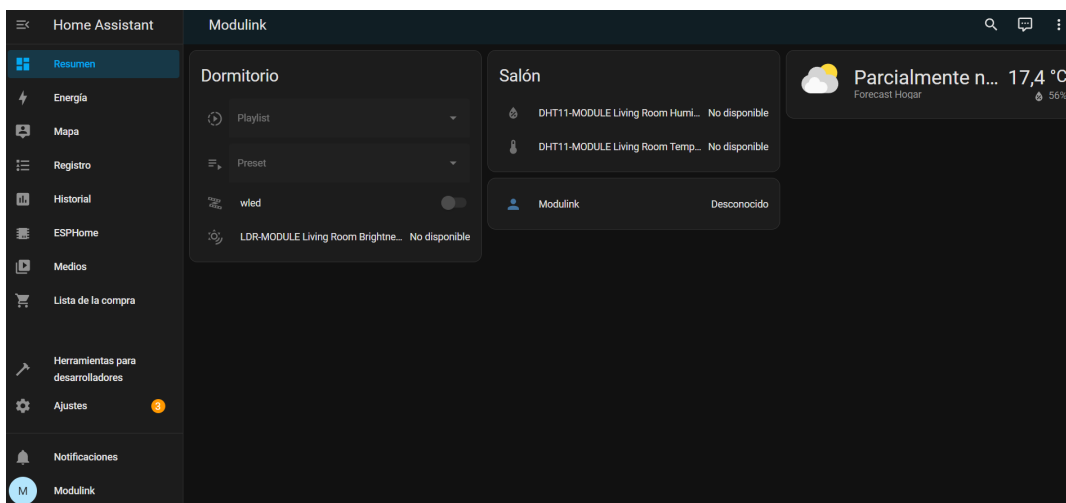 Home Assistant
Modulink
Resumen
Energía
Mapa
Registro
Historial
ESPHome
Medios
Lista de la compra
Herramientas para
desarrolladores
Ajustes
3
Notificaciones
M
Modulink
Dormitorio
Playlist
Preset
wled
LDR-MODULE Living Room Brightne... No disponible
Salón
DHT11-MODULE Living Room Humi... No disponible
DHT11-MODULE Living Room Temp... No disponible
Modulink Desconocido
Parcialmente n... 17,4 °C
Forecast Hogar 56%